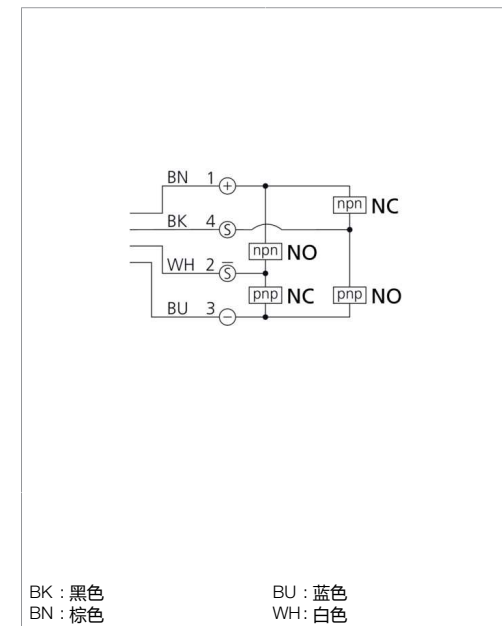 BN 1 +
npn NC
BK 4 S
npn NO
WH 2 S̅
pnp NC pnp NO
BU 3 −
BK : 黑色 BU : 蓝色
BN : 棕色 WH : 白色